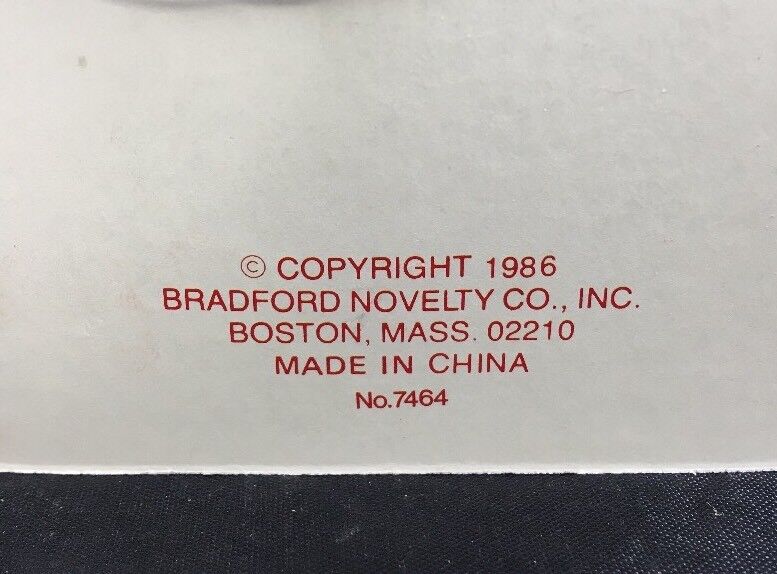 © COPYRIGHT 1986
BRADFORD NOVELTY CO., INC.
BOSTON, MASS. 02210
MADE IN CHINA
No.7464